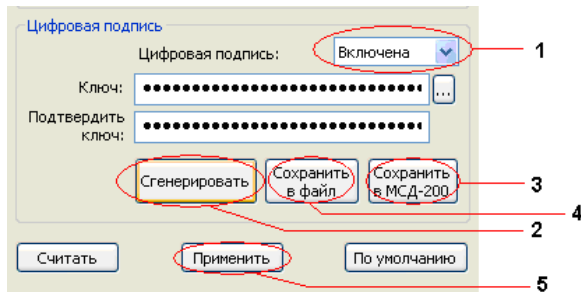 Цифровая подпись
Цифровая подпись: Включена 1
Ключ: ●●●●●●●●●●●●●●●●●●●●●●●●●●●●●● ...
Подтвердить
ключ: ●●●●●●●●●●●●●●●●●●●●●●●●●●●●●●
Сгенерировать
Сохранить
в файл
Сохранить
в МСД-200
3
4
2
Считать Применить По умолчанию
5